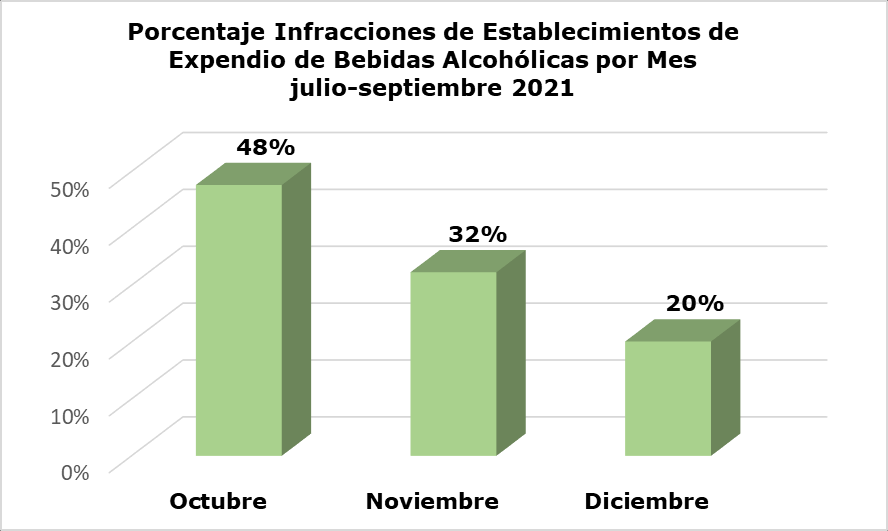 Porcentaje Infracciones de Establecimientos de
Expendio de Bebidas Alcohólicas por Mes
julio-septiembre 2021
48%
32%
20%
50%
40%
30%
20%
10%
0%
Octubre Noviembre Diciembre